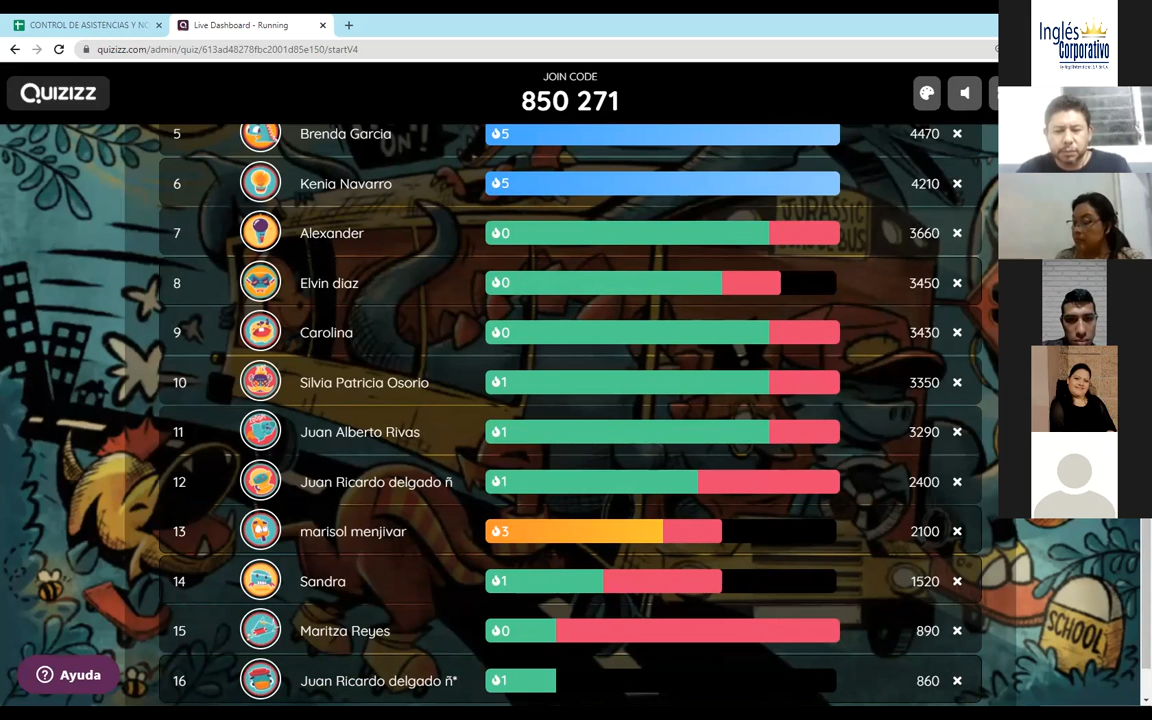 CONTROL DE ASISTENCIAS Y NO
Live Dashboard - Running
quizizz.com/admin/quiz/613ad48278fbc2001d85e150/startV4
Inglés
Corporativo
Quizizz
JOIN CODE
850 271
5 Brenda Garcia 5 4470
6 Kenia Navarro 5 4210
7 Alexander 0 3660
8 Elvin diaz 0 3450
9 Carolina 0 3430
10 Silvia Patricia Osorio 1 3350
11 Juan Alberto Rivas 1 3290
12 Juan Ricardo delgado ñ 1 2400
13 marisol menjivar 3 2100
14 Sandra 1 1520
15 Maritza Reyes 0 890
16 Juan Ricardo delgado ñ* 1 860
ON!
JURASSIC
SCHOOL BUS
SCHOOL
Ayuda